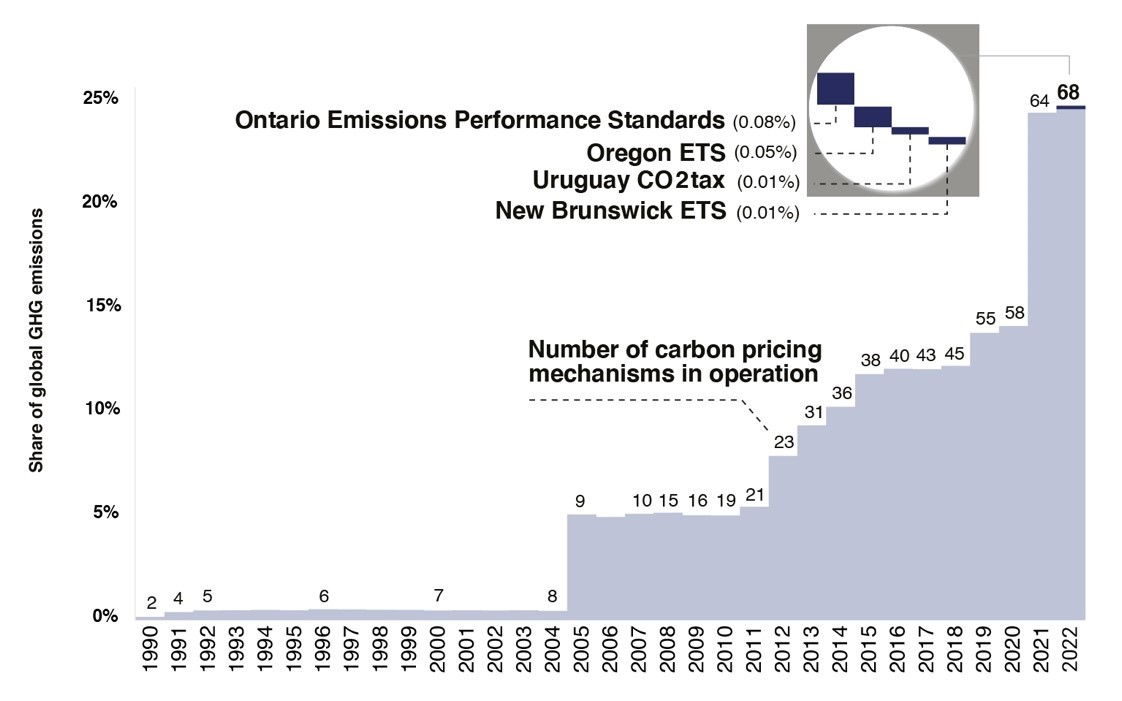 25%
20%
15%
10%
5%
0%
Share of global GHG emissions
Ontario Emissions Performance Standards (0.08%)
Oregon ETS (0.05%)
Uruguay CO2tax (0.01%)
New Brunswick ETS (0.01%)
Number of carbon pricing
mechanisms in operation
2 4 5 6 7 8 9 10 15 16 19 21 23 31 36 38 40 43 45 55 58 64 68
1990 1991 1992 1993 1994 1995 1996 1997 1998 1999 2000 2001 2002 2003 2004 2005 2006 2007 2008 2009 2010 2011 2012 2013 2014 2015 2016 2017 2018 2019 2020 2021 2022